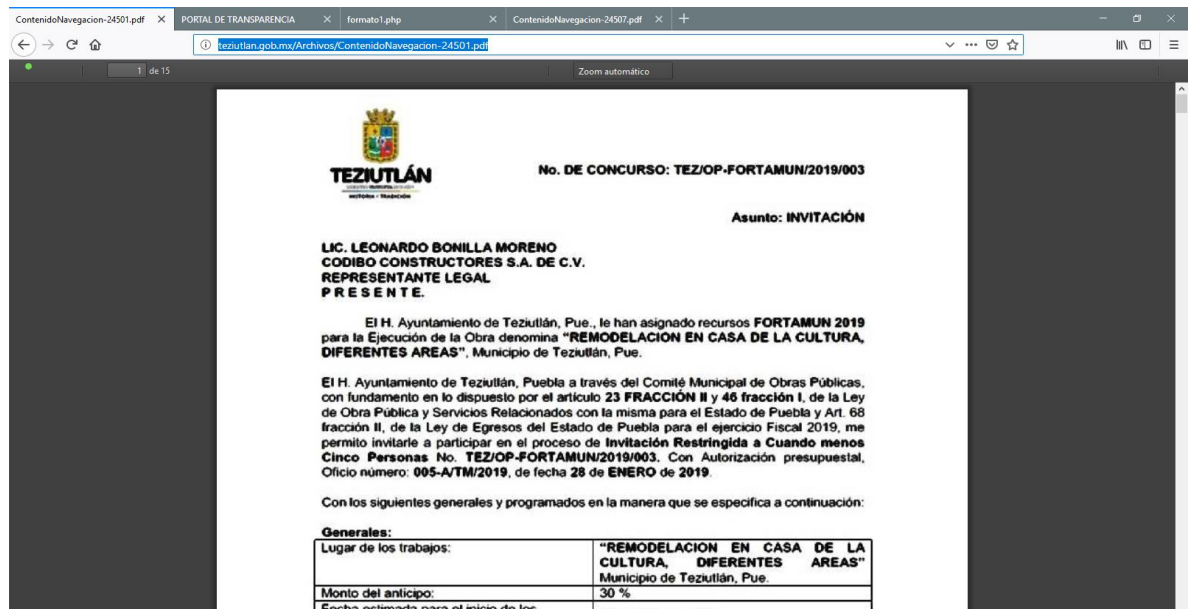 ContenidoNavegacion-24501.pdf
PORTAL DE TRANSPARENCIA
formato1.php
ContenidoNavegacion-24507.pdf
teziutlan.gob.mx/Archivos/ContenidoNavegacion-24501.pdf
1 de 15
Zoom automático
TEZIUTLÁN
HISTORIA Y TRADICIÓN
No. DE CONCURSO: TEZ/OP-FORTAMUN/2019/003
Asunto: INVITACIÓN
LIC. LEONARDO BONILLA MORENO
CODIBO CONSTRUCTORES S.A. DE C.V.
REPRESENTANTE LEGAL
P R E S E N T E.
El H. Ayuntamiento de Teziutlán, Pue., le han asignado recursos FORTAMUN 2019
para la Ejecución de la Obra denomina “REMODELACION EN CASA DE LA CULTURA,
DIFERENTES AREAS”, Municipio de Teziutlán, Pue.
El H. Ayuntamiento de Teziutlán, Puebla a través del Comité Municipal de Obras Públicas,
con fundamento en lo dispuesto por el artículo 23 FRACCIÓN II y 46 fracción I, de la Ley
de Obra Pública y Servicios Relacionados con la misma para el Estado de Puebla y Art. 68
fracción II, de la Ley de Egresos del Estado de Puebla para el ejercicio Fiscal 2019, me
permito invitarle a participar en el proceso de Invitación Restringida a Cuando menos
Cinco Personas No. TEZ/OP-FORTAMUN/2019/003. Con Autorización presupuestal,
Oficio número: 005-A/TM/2019, de fecha 28 de ENERO de 2019.
Con los siguientes generales y programados en la manera que se especifica a continuación:
Generales:
Lugar de los trabajos:
“REMODELACION EN CASA DE LA
CULTURA, DIFERENTES AREAS”
Municipio de Teziutlán, Pue.
Monto del anticipo:
30 %
Fecha estimada para el inicio de los